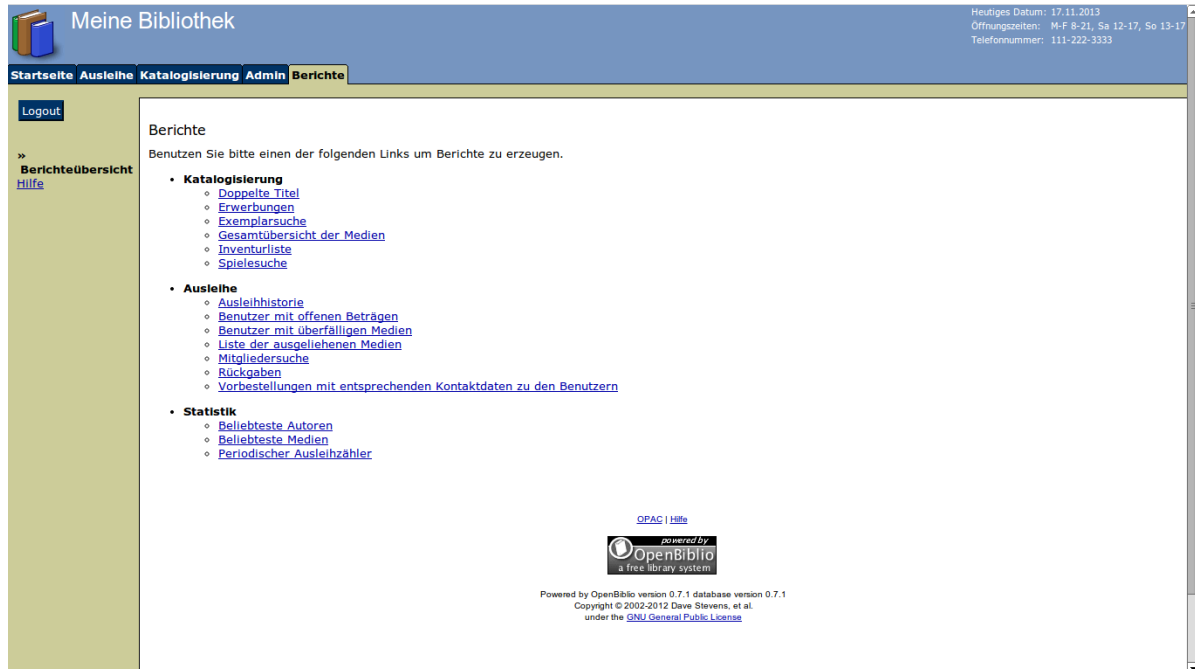 Meine Bibliothek
Heutiges Datum: 17.11.2013
Öffnungszeiten: M-F 8-21, Sa 12-17, So 13-17
Telefonnummer: 111-222-3333
Startseite Ausleihe Katalogisierung Admin Berichte
Logout
»
Berichteübersicht
Hilfe
Berichte
Benutzen Sie bitte einen der folgenden Links um Berichte zu erzeugen.
• Katalogisierung
◦ Doppelte Titel
◦ Erwerbungen
◦ Exemplarsuche
◦ Gesamtübersicht der Medien
◦ Inventurliste
◦ Spielesuche
• Ausleihe
◦ Ausleihhistorie
◦ Benutzer mit offenen Beträgen
◦ Benutzer mit überfälligen Medien
◦ Liste der ausgeliehenen Medien
◦ Mitgliedersuche
◦ Rückgaben
◦ Vorbestellungen mit entsprechenden Kontaktdaten zu den Benutzern
• Statistik
◦ Beliebteste Autoren
◦ Beliebteste Medien
◦ Periodischer Ausleihzähler
OPAC | Hilfe
powered by
OpenBiblio
a free library system
Powered by OpenBiblio version 0.7.1 database version 0.7.1
Copyright © 2002-2012 Dave Stevens, et al.
under the GNU General Public License